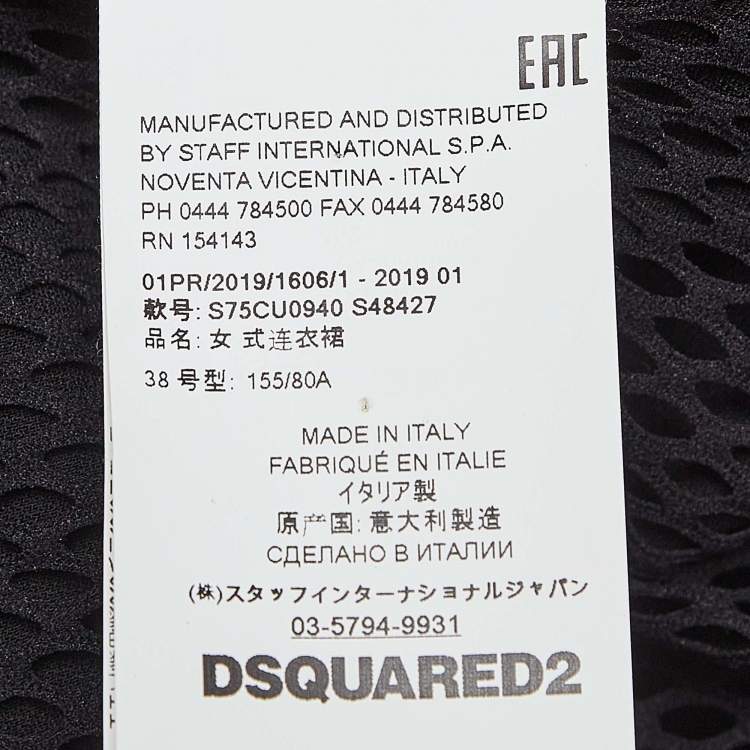 EAC
MANUFACTURED AND DISTRIBUTED
BY STAFF INTERNATIONAL S.P.A.
NOVENTA VICENTINA - ITALY
PH 0444 784500 FAX 0444 784580
RN 154143
01PR/2019/1606/1 - 2019 01
款号: S75CU0940 S48427
品名: 女 式连衣裙
38 号型: 155/80A
MADE IN ITALY
FABRIQUÉ EN ITALIE
イタリア製
原产国: 意大利製造
СДЕЛАНО В ИТАЛИИ
(株)スタッフインターナショナルジャパン
03-5794-9931
DSQUARED2